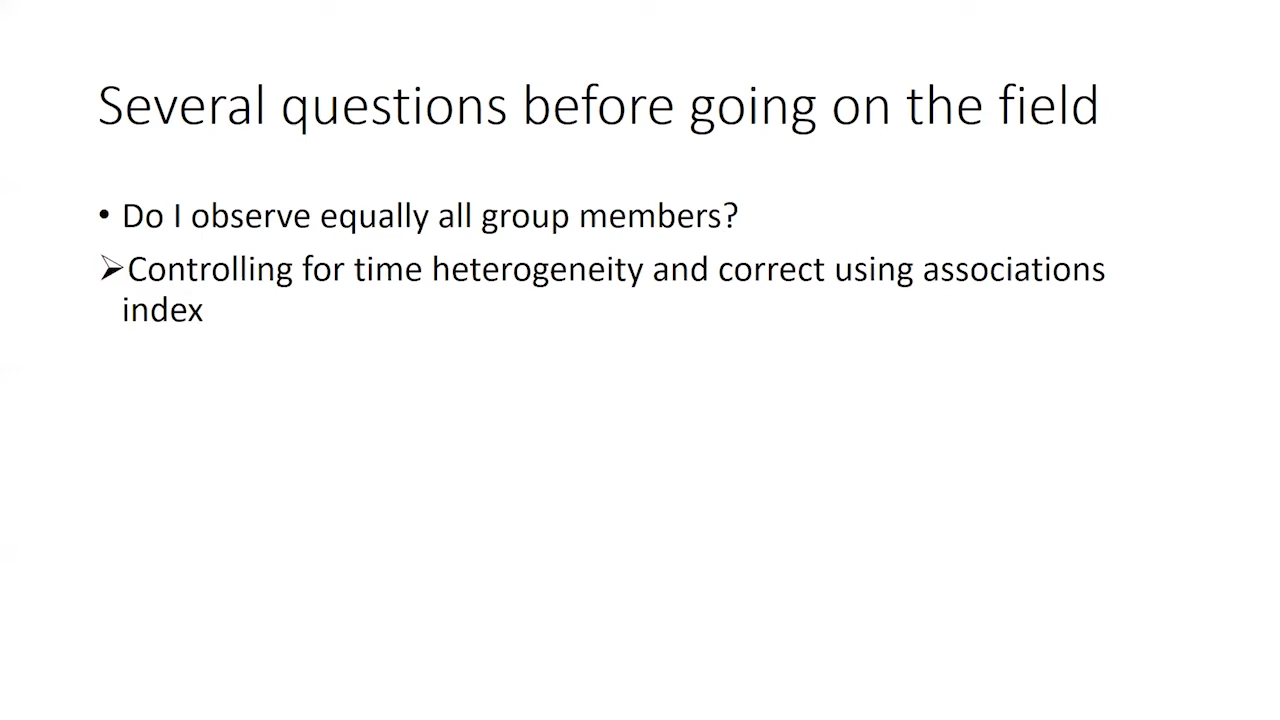 Several questions before going on the field
• Do I observe equally all group members?
➢Controlling for time heterogeneity and correct using associations
index